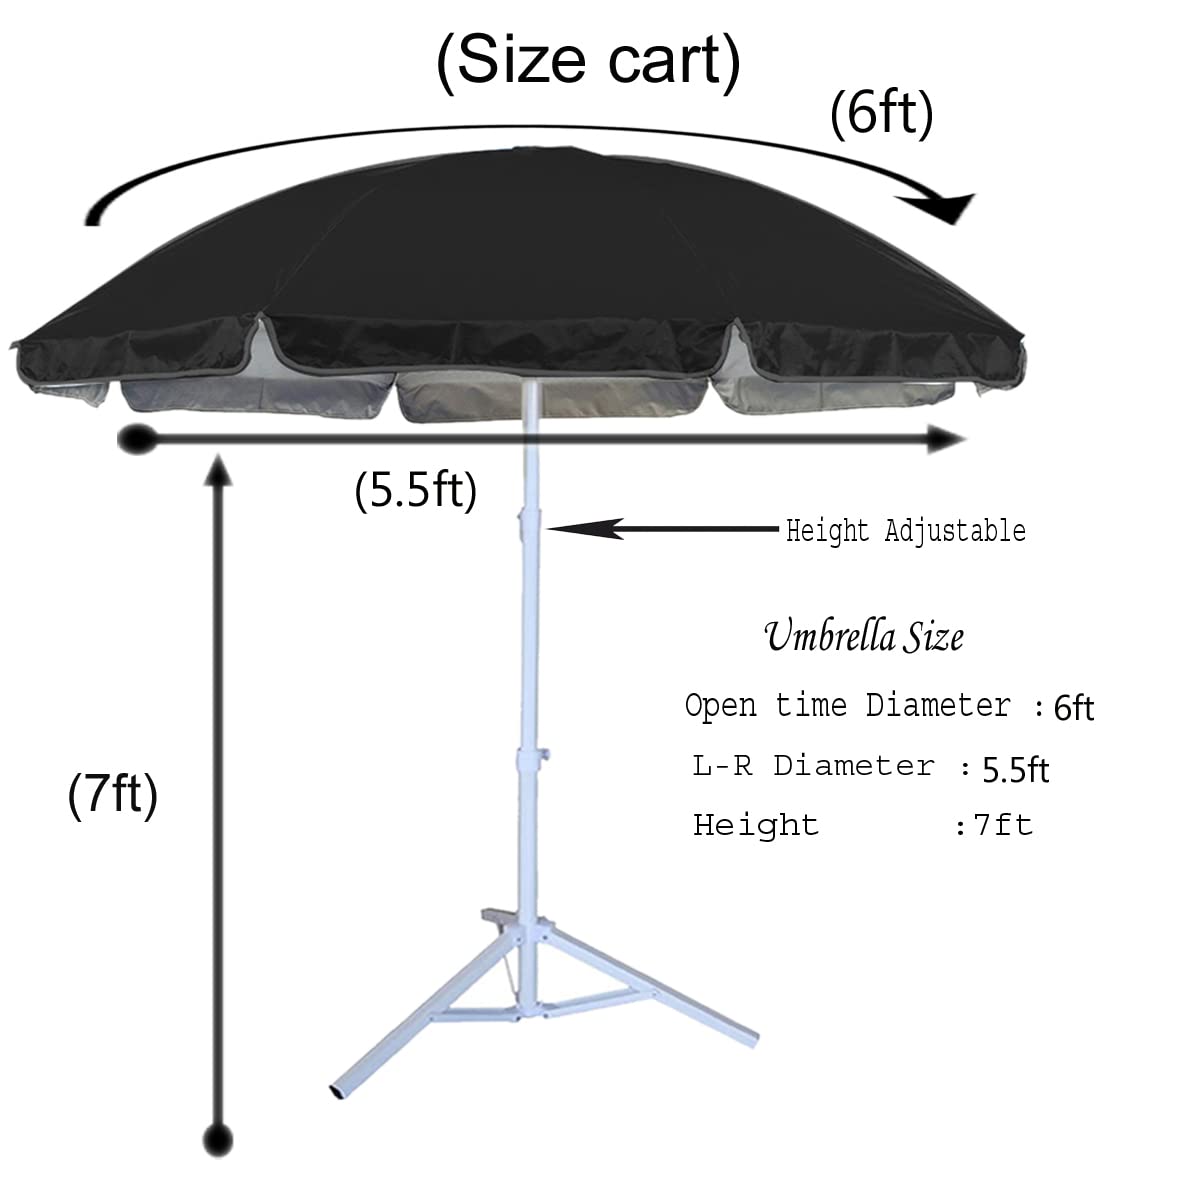 (Size cart)
(6ft)
(5.5ft)
Height Adjustable
Umbrella Size
Open time Diameter : 6ft
L-R Diameter : 5.5ft
(7ft)
Height :7ft